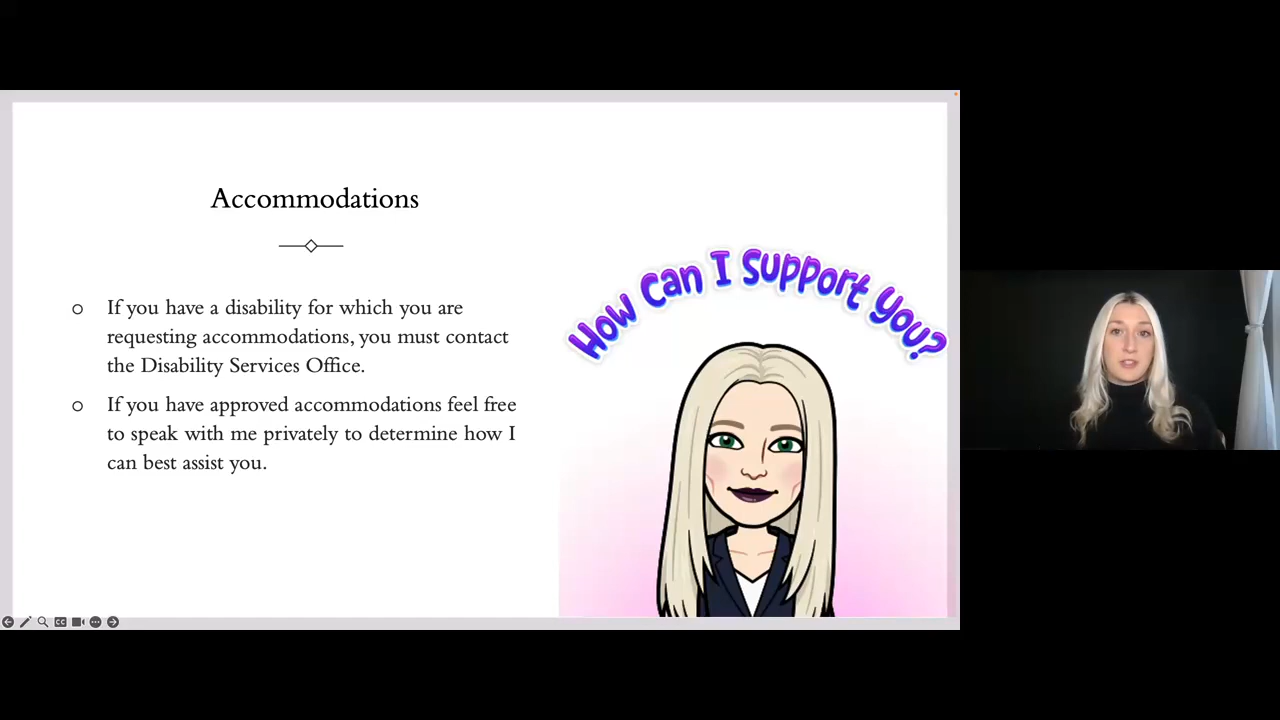 Accommodations
If you have a disability for which you are
requesting accommodations, you must contact
the Disability Services Office.
If you have approved accommodations feel free
to speak with me privately to determine how I
can best assist you.
How Can I Support You?
CC